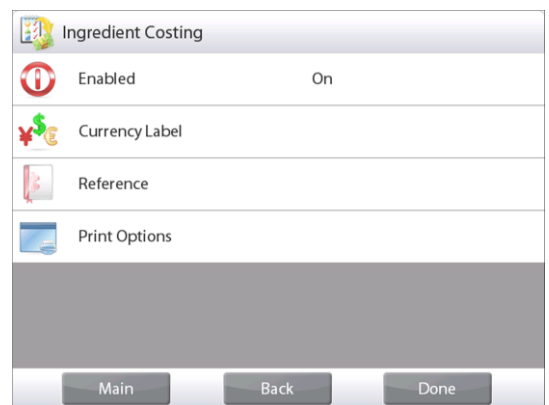 Ingredient Costing
Enabled On
Currency Label
Reference
Print Options
Main Back Done